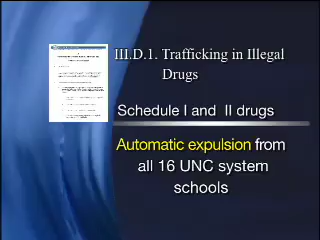 III.D.1. Trafficking in Illegal
Drugs
Schedule I and II drugs
Automatic expulsion from
all 16 UNC system
schools